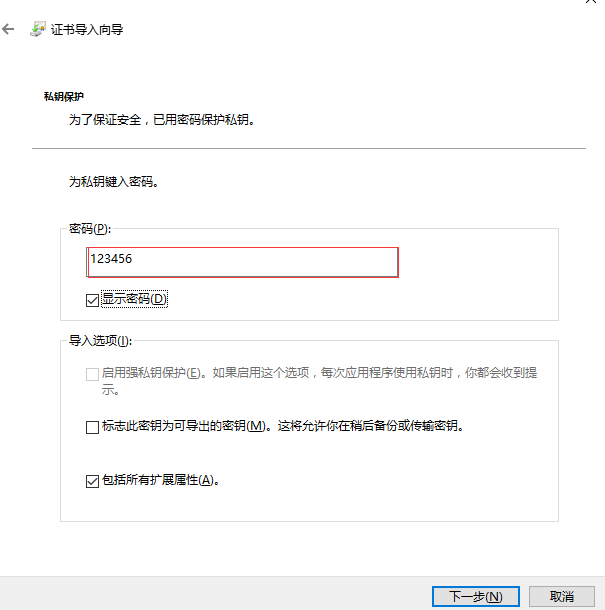 证书导入向导
私钥保护
为了保证安全，已用密码保护私钥。
为私钥键入密码。
密码(P):
123456
显示密码(D)
导入选项(I):
启用强私钥保护(E)。如果启用这个选项，每次应用程序使用私钥时，你都会收到提
示。
标志此密钥为可导出的密钥(M)。这将允许你在稍后备份或传输密钥。
包括所有扩展属性(A)。
下一步(N)
取消